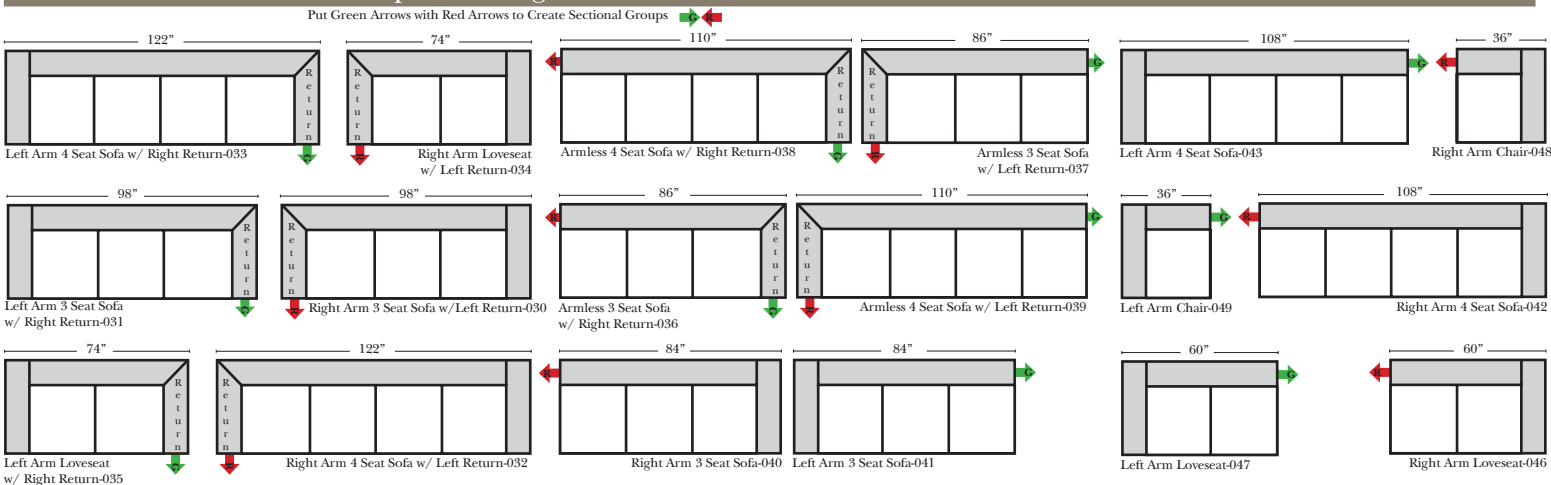 Put Green Arrows with Red Arrows to Create Sectional Groups G R
122” 74” 110” 86” 108” 36”
R R R G G R
Return Return Return Return
G R G R
Left Arm 4 Seat Sofa w/ Right Return-033
Right Arm Loveseat
w/ Left Return-034
Armless 4 Seat Sofa w/ Right Return-038
Armless 3 Seat Sofa
w/ Left Return-037
Left Arm 4 Seat Sofa-043
Right Arm Chair-048
98” 98” 86” 110” 36” 108”
R G G R
Return Return Return Return
G R G R
Left Arm 3 Seat Sofa
w/ Right Return-031
Right Arm 3 Seat Sofa w/Left Return-030
Armless 3 Seat Sofa
w/ Right Return-036
Armless 4 Seat Sofa w/ Left Return-039
Left Arm Chair-049
Right Arm 4 Seat Sofa-042
74” 122” 84” 84” 60” 60”
R G G R
Return Return
G R
Left Arm Loveseat
w/ Right Return-035
Right Arm 4 Seat Sofa w/ Left Return-032
Right Arm 3 Seat Sofa-040
Left Arm 3 Seat Sofa-041
Left Arm Loveseat-047
Right Arm Loveseat-046